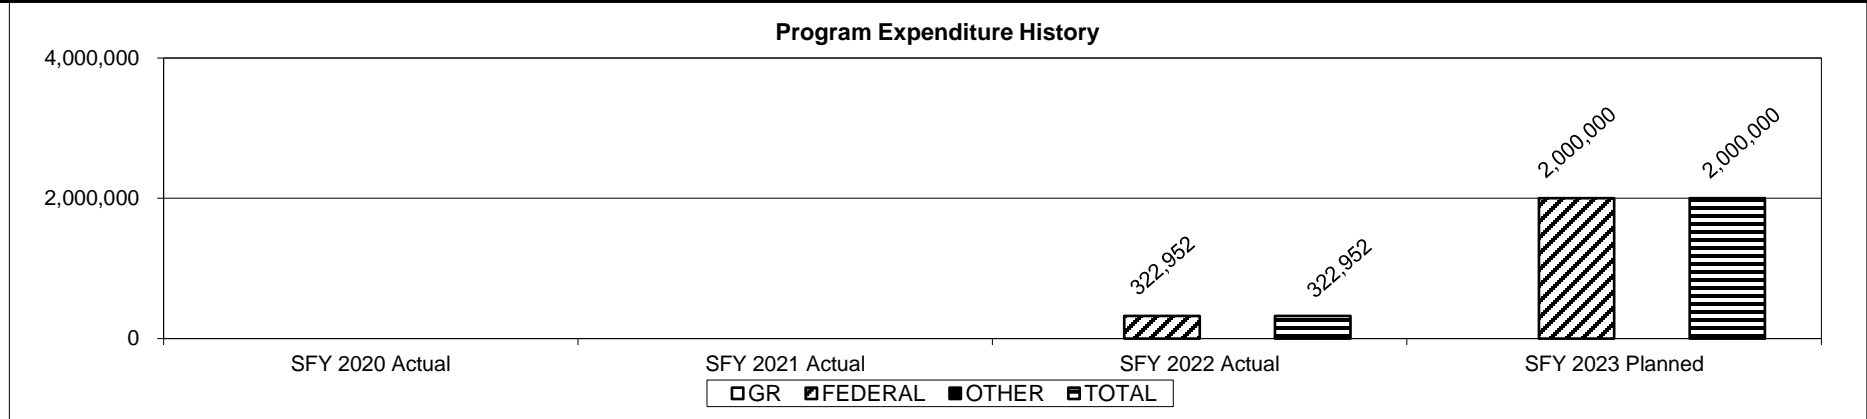 Program Expenditure History
4,000,000
2,000,000
0
322,952
322,952
2,000,000
2,000,000
SFY 2020 Actual SFY 2021 Actual SFY 2022 Actual SFY 2023 Planned
GR FEDERAL OTHER TOTAL